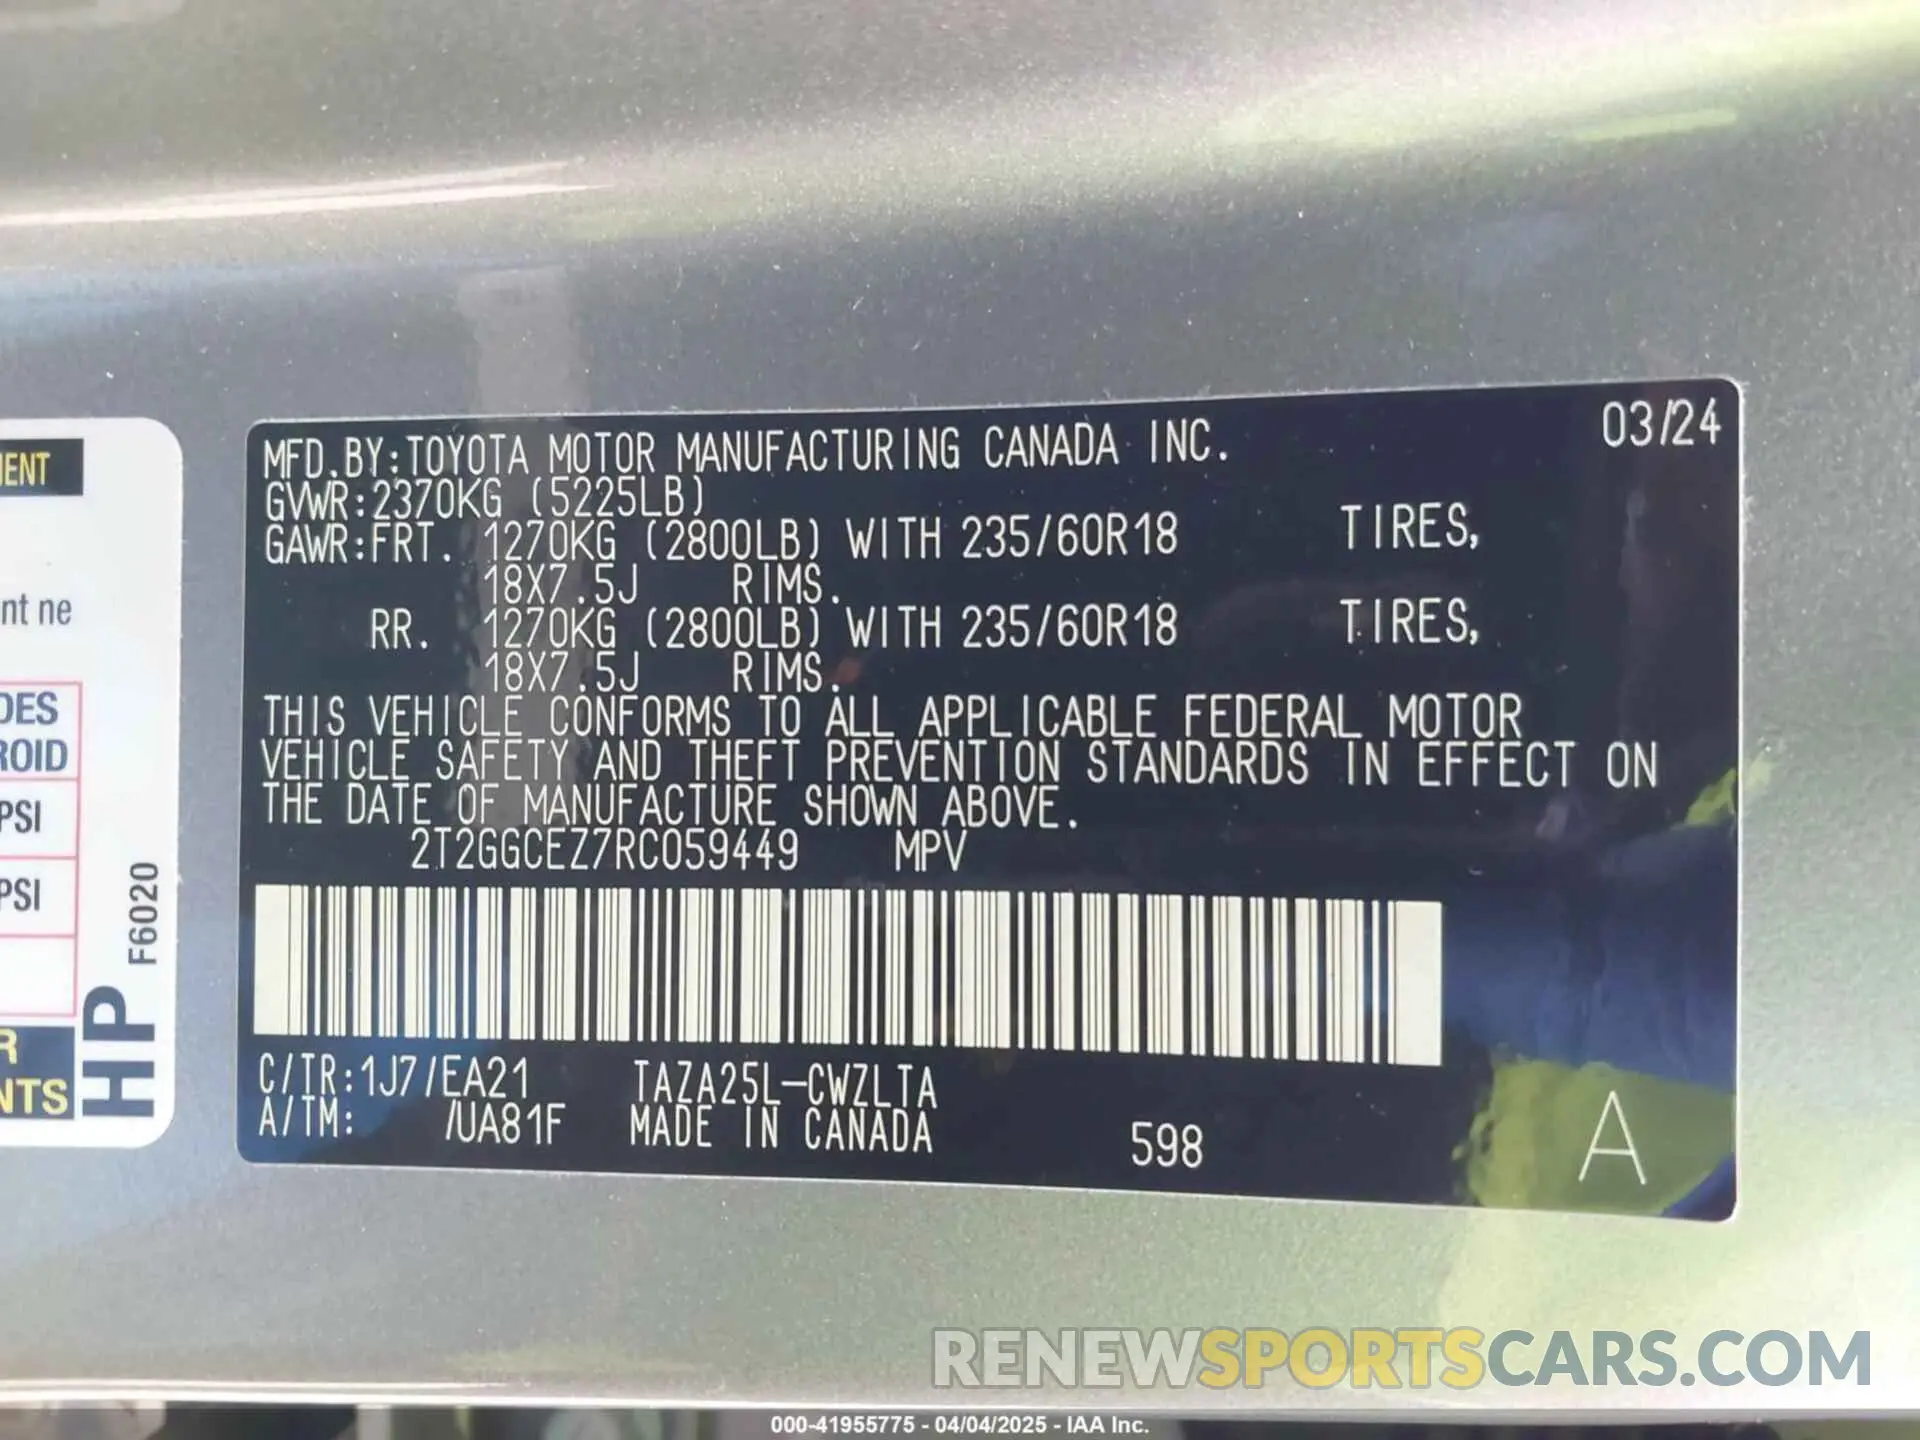 MFD.BY:TOYOTA MOTOR MANUFACTURING CANADA INC. 03/24
GVWR:2370KG (5225LB)
GAWR:FRT. 1270KG (2800LB) WITH 235/60R18 TIRES,
18X7.5J RIMS.
RR. 1270KG (2800LB) WITH 235/60R18 TIRES,
18X7.5J RIMS.
THIS VEHICLE CONFORMS TO ALL APPLICABLE FEDERAL MOTOR
VEHICLE SAFETY AND THEFT PREVENTION STANDARDS IN EFFECT ON
THE DATE OF MANUFACTURE SHOWN ABOVE.
2T2GGCEZ7RC059449 MPV
C/TR:1J7/EA21 TAZA25L-CWZLTA
A/TM: /UA81F MADE IN CANADA 598 A
nt ne
PSI
PSI
F6020
HP
RENEWSPORTSCARS.COM
000-41955775 - 04/04/2025 - IAA Inc.